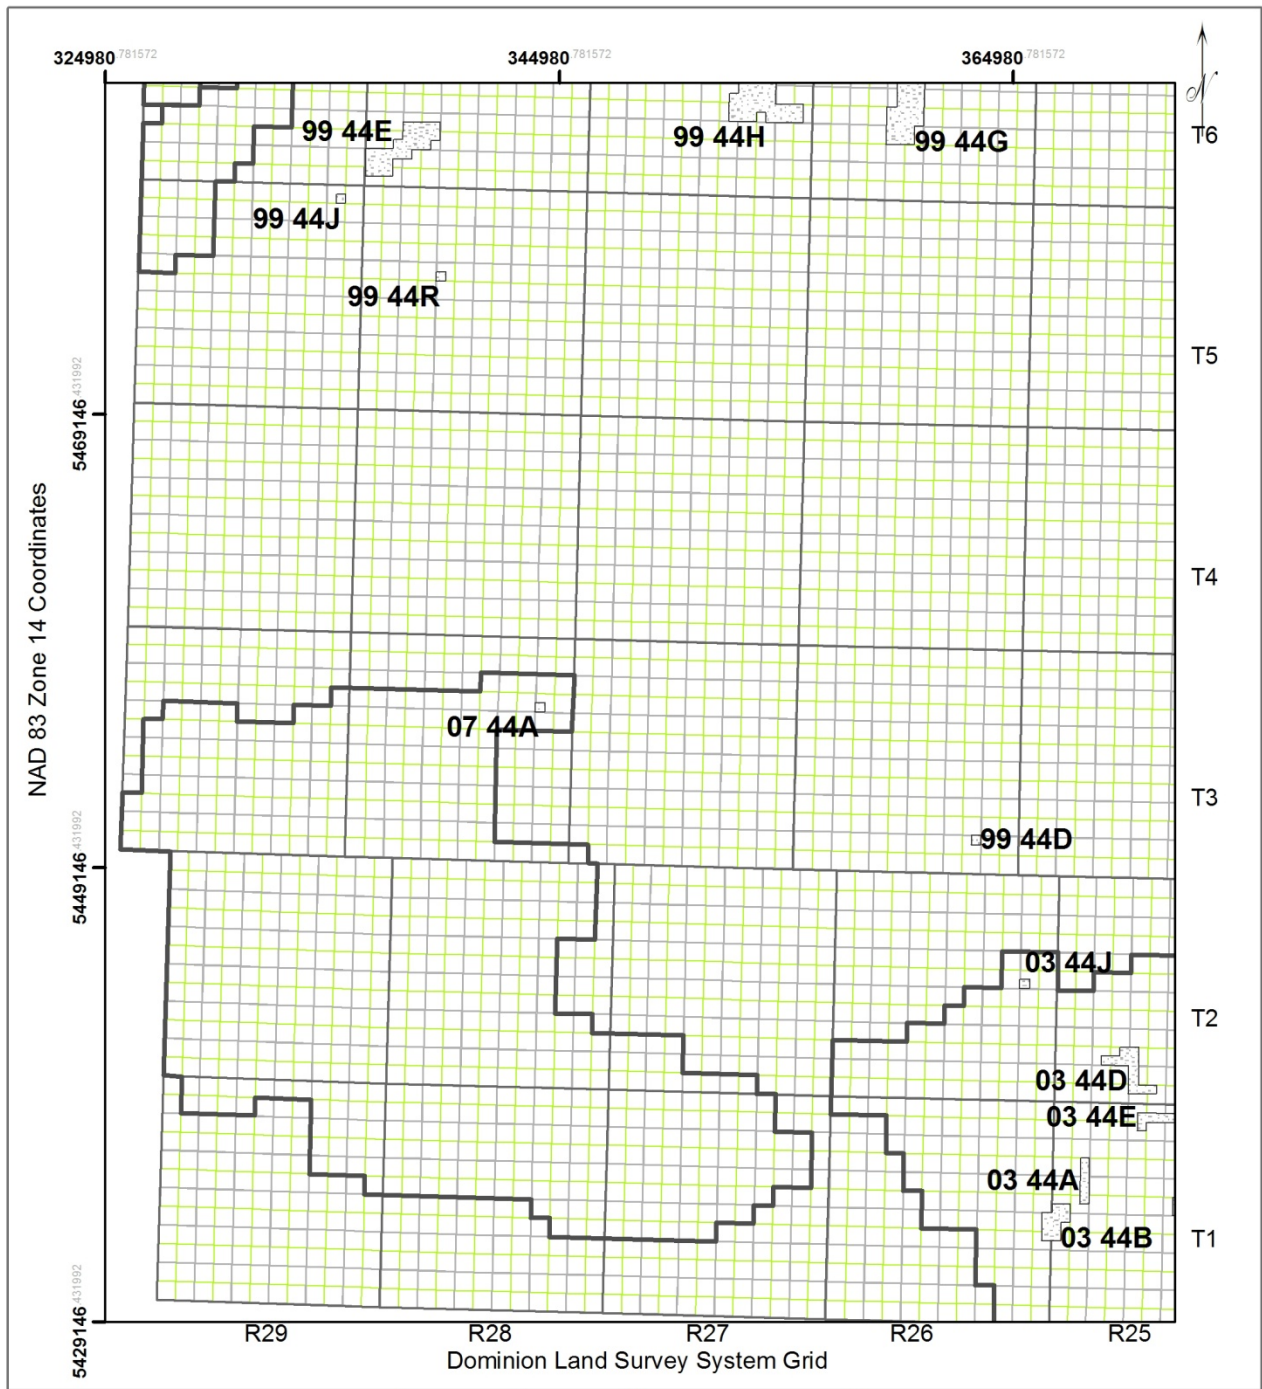 324980.781572
344980.781572
364980.781572
N
99 44E
99 44H
99 44G
T6
99 44J
99 44R
T5
5469146.431992
T4
NAD 83 Zone 14 Coordinates
07 44A
T3
99 44D
5449146.431992
03 44J
T2
03 44D
03 44E
03 44A
03 44B
T1
5429146.431992
R29
R28
R27
R26
R25
Dominion Land Survey System Grid